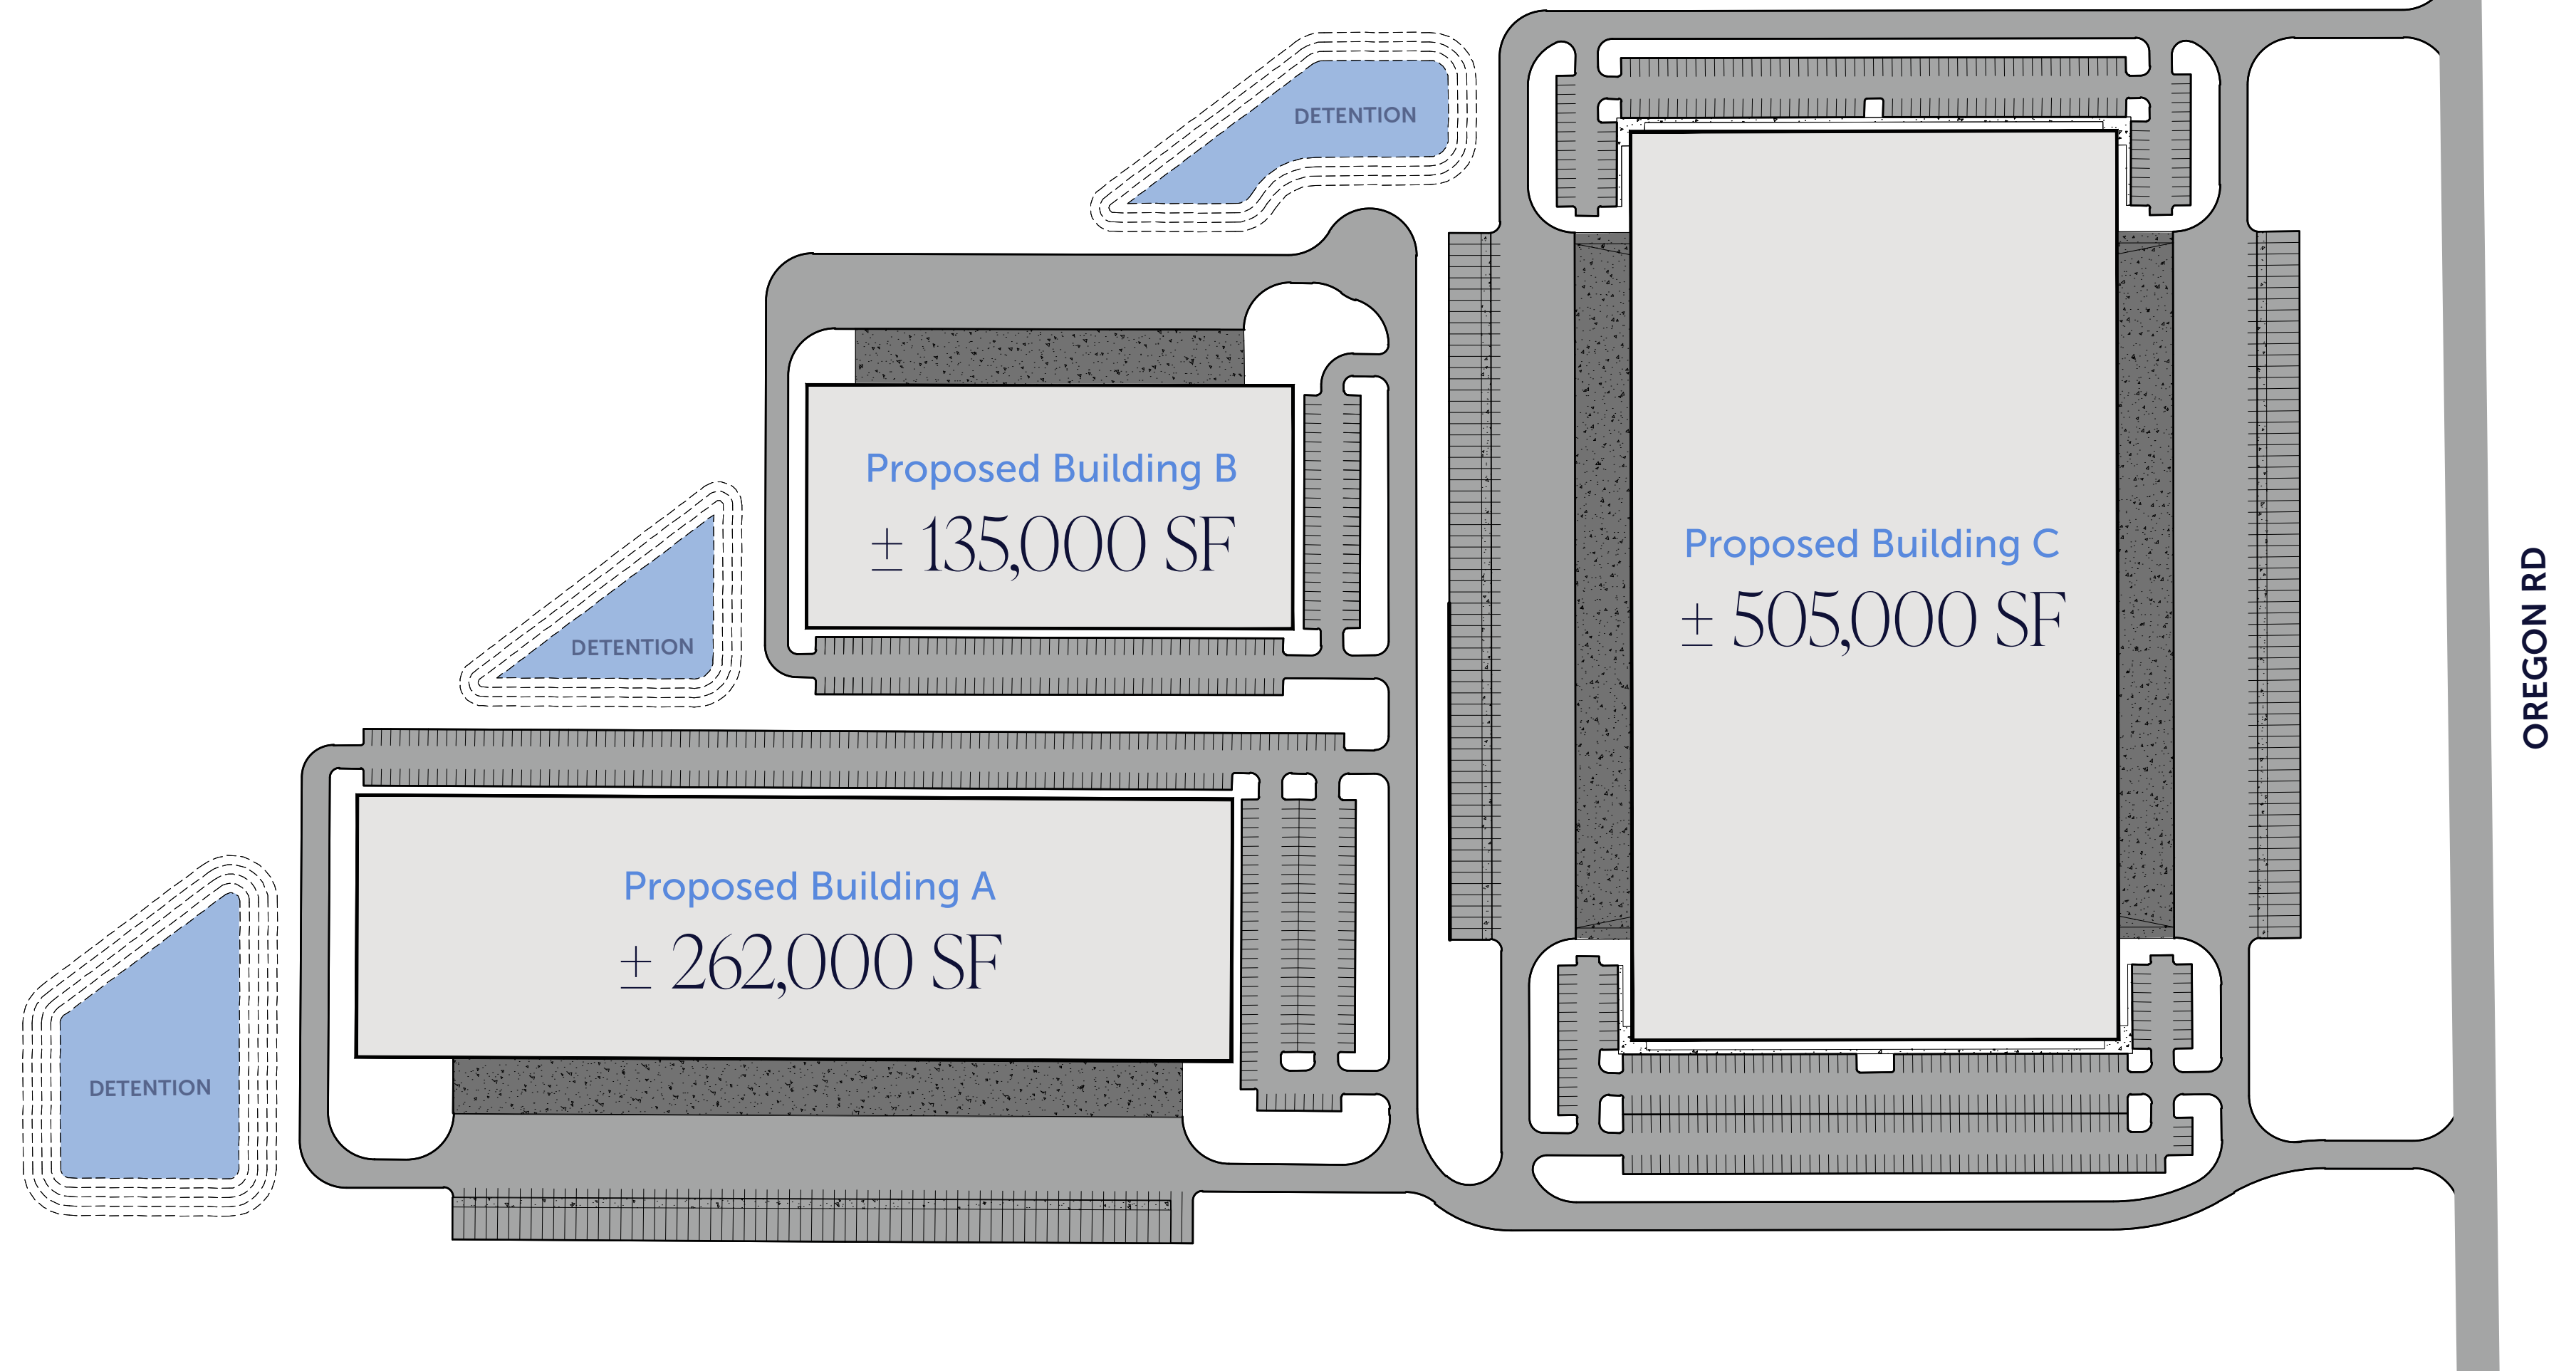 DETENTION
Proposed Building B
± 135,000 SF
Proposed Building C
± 505,000 SF
OREGON RD
DETENTION
Proposed Building A
± 262,000 SF
DETENTION